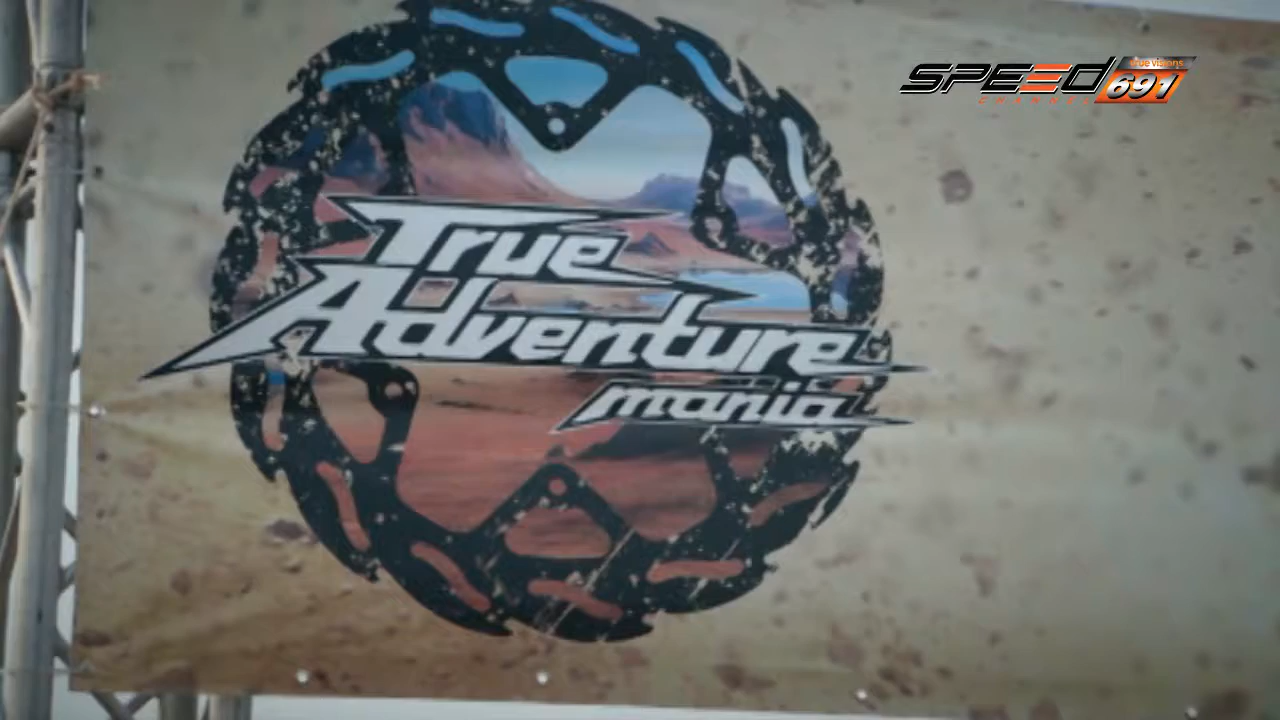 True
Adventure
mania
SPEED
CHANNEL
true visions
691